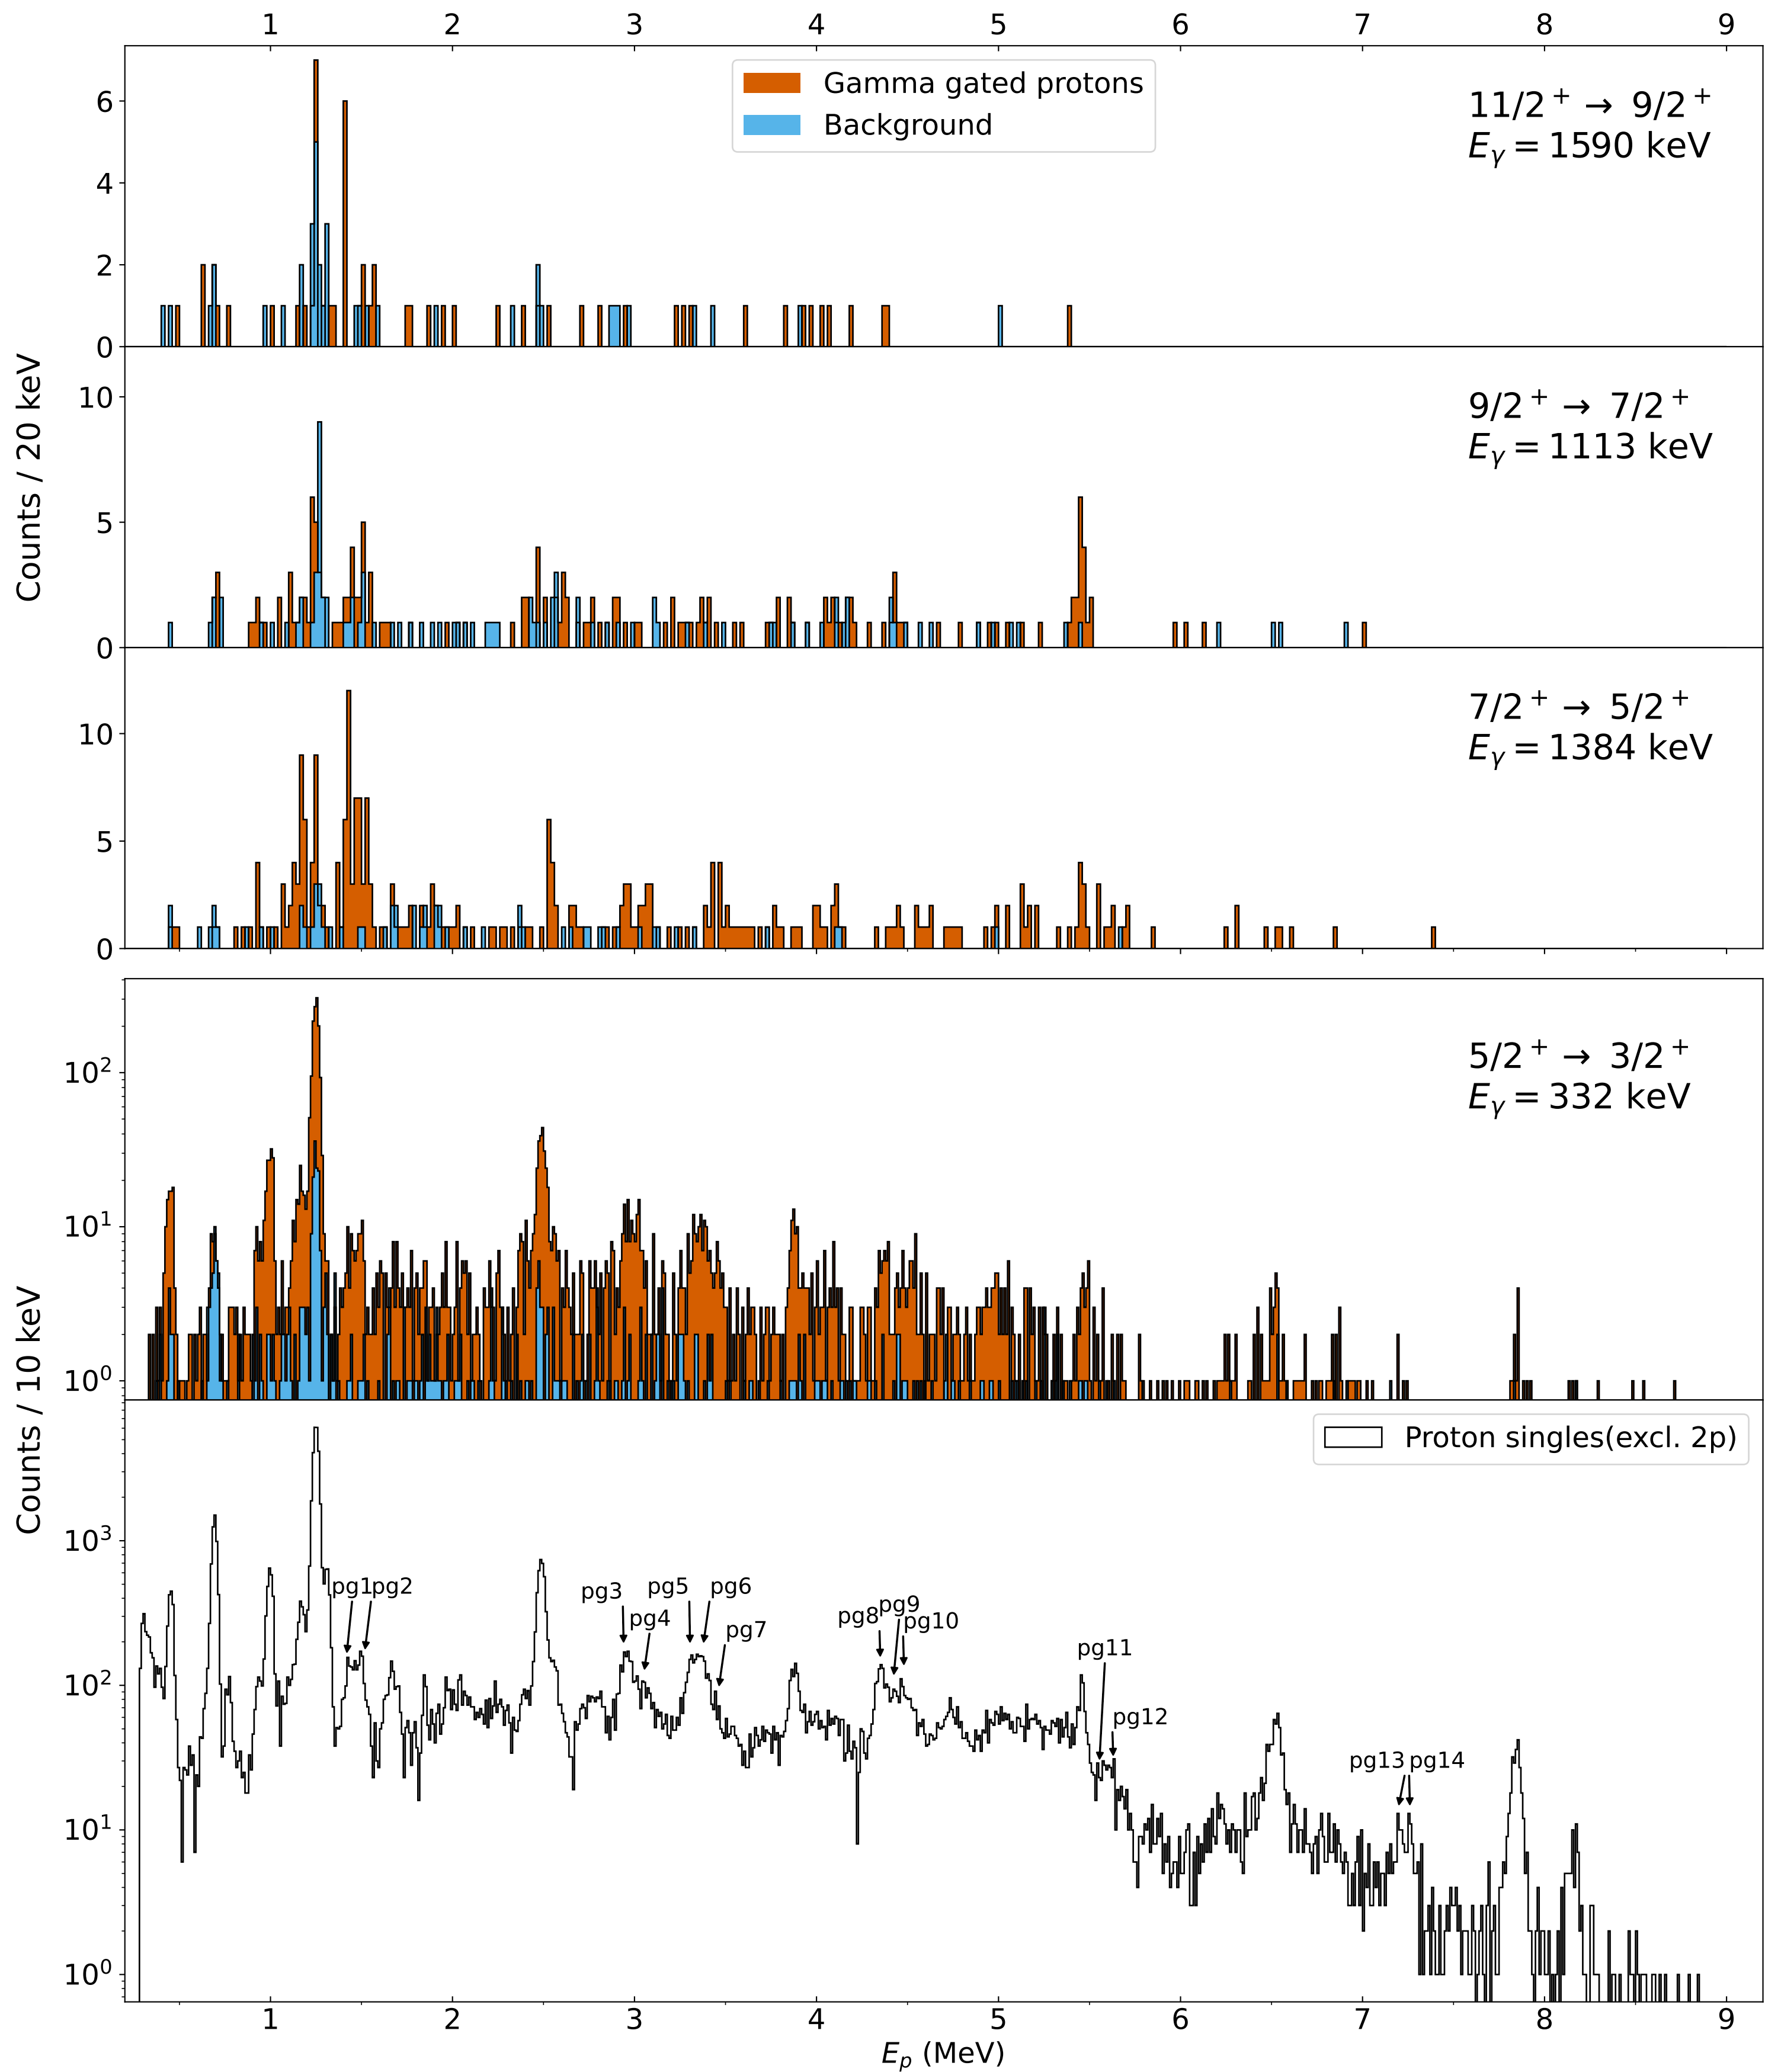 1 2 3 4 5 6 7 8 9
Gamma gated protons
Background
11/2⁺ → 9/2⁺
E_γ = 1590 keV
6
4
2
0
Counts / 20 keV
9/2⁺ → 7/2⁺
E_γ = 1113 keV
10
5
0
7/2⁺ → 5/2⁺
E_γ = 1384 keV
10
5
0
5/2⁺ → 3/2⁺
E_γ = 332 keV
10²
10¹
10⁰
Counts / 10 keV
Proton singles(excl. 2p)
10³
10²
10¹
10⁰
pg1
pg2
pg3
pg4
pg5
pg6
pg7
pg8
pg9
pg10
pg11
pg12
pg13
pg14
1 2 3 4 5 6 7 8 9
E_p (MeV)